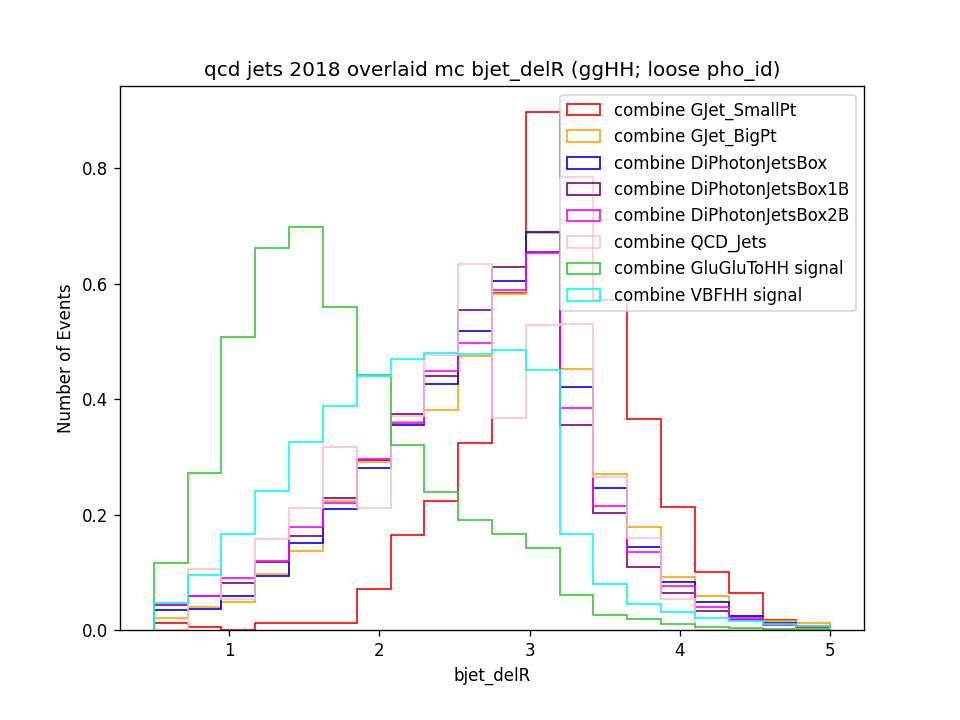 qcd jets 2018 overlaid mc bjet_delR (ggHH; loose pho_id)
combine GJet_SmallPt
combine GJet_BigPt
combine DiPhotonJetsBox
combine DiPhotonJetsBox1B
combine DiPhotonJetsBox2B
combine QCD_Jets
combine GluGluToHH signal
combine VBFHH signal
Number of Events
0.8
0.6
0.4
0.2
0.0
1 2 3 4 5
bjet_delR